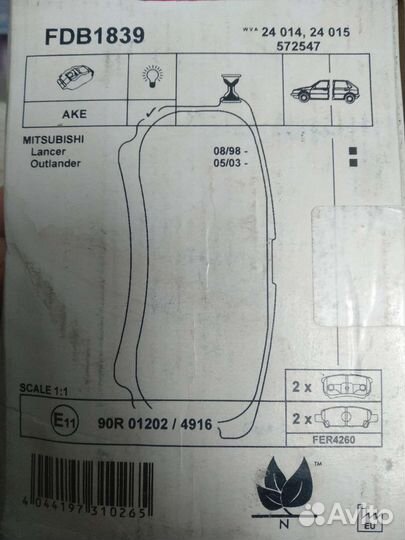 FDB1839
WVA 24 014, 24 015
572547
AKE
MITSUBISHI
Lancer 08/98 -
Outlander 05/03 -
SCALE 1:1
E11
90R 01202 / 4916
2 x
2 x
FER4260
4 044197 310265
TM
N
EU
Avito